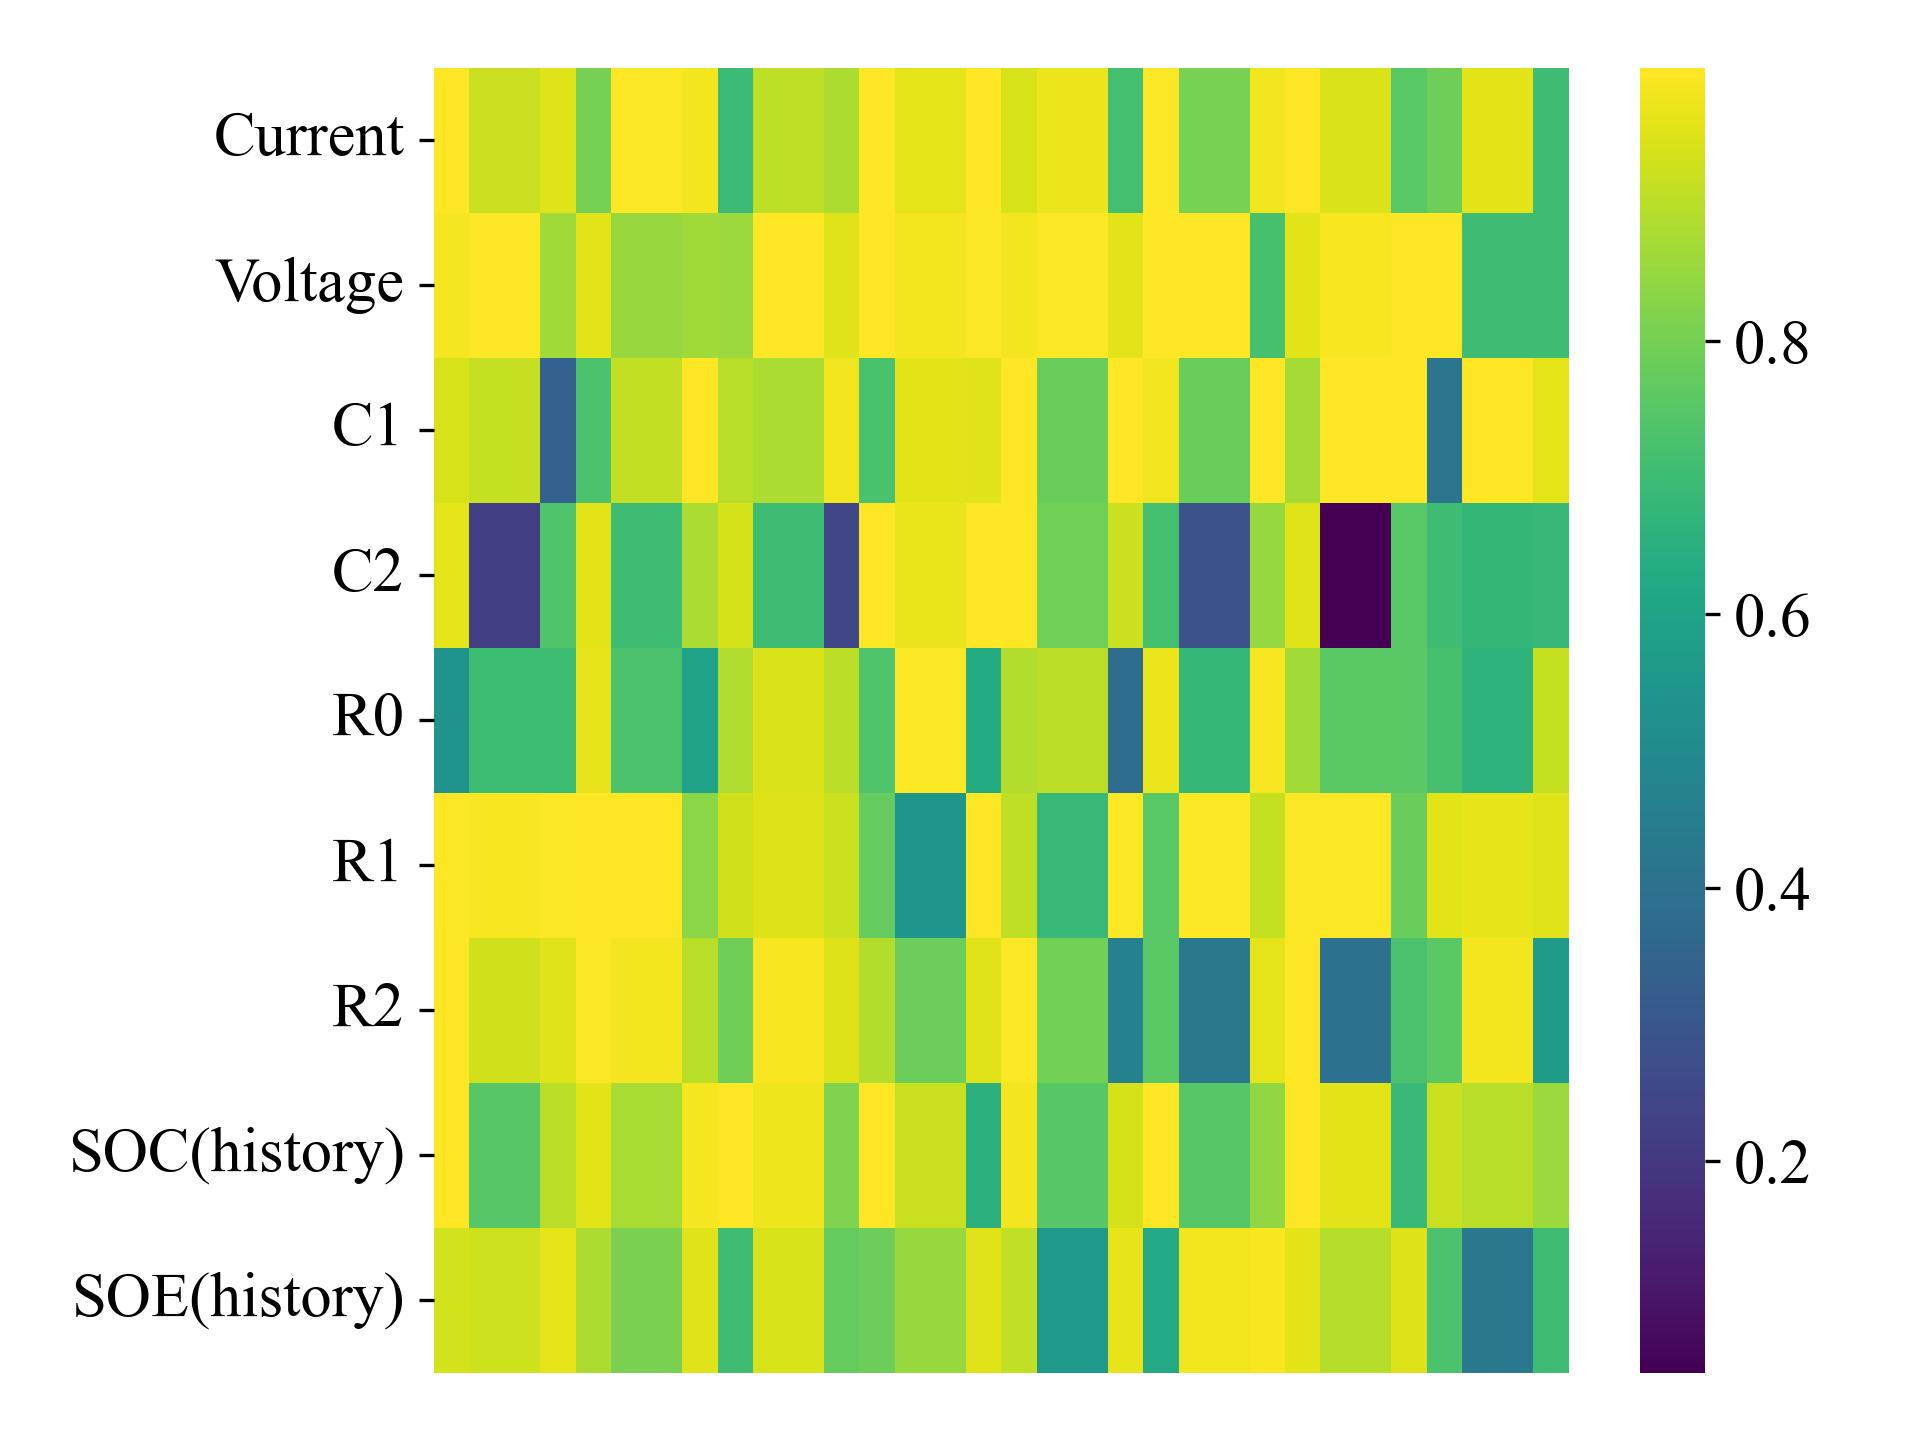 Current
Voltage
C1
C2
R0
R1
R2
SOC(history)
SOE(history)
0.8
0.6
0.4
0.2